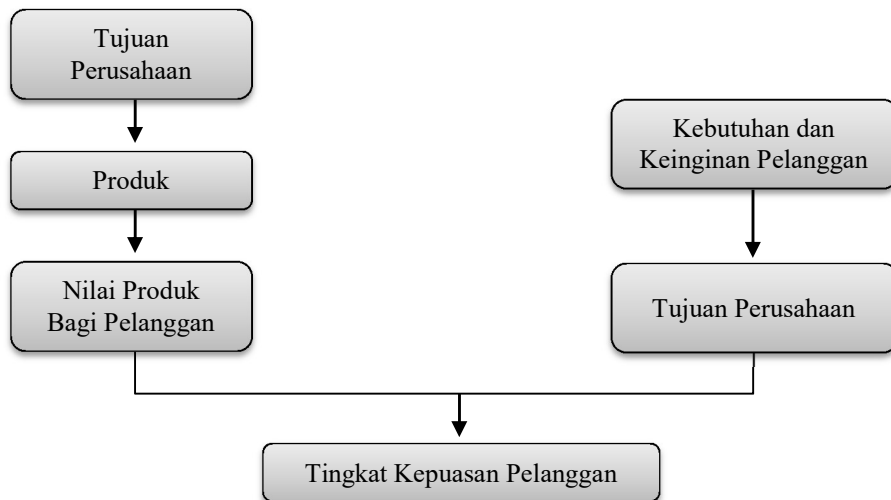 Tujuan
Perusahaan
Produk
Nilai Produk
Bagi Pelanggan
Kebutuhan dan
Keinginan Pelanggan
Tujuan Perusahaan
Tingkat Kepuasan Pelanggan